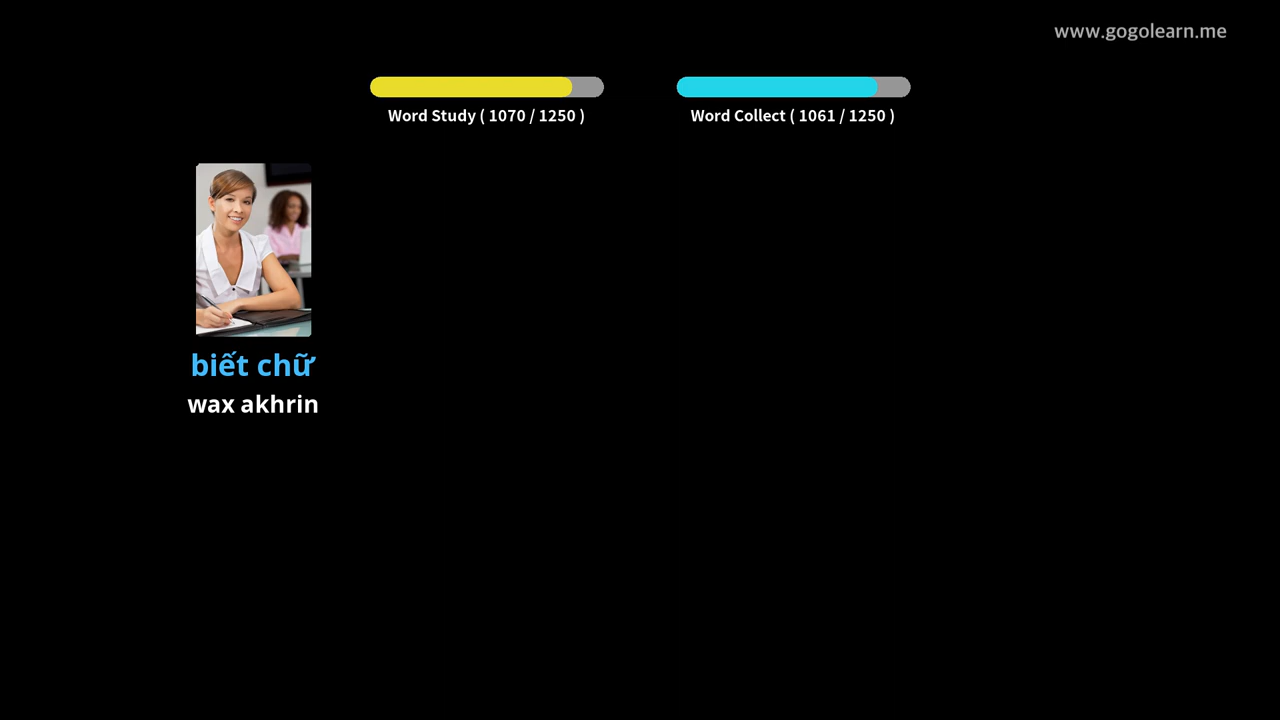 www.gogolearn.me
Word Study ( 1070 / 1250 )
Word Collect ( 1061 / 1250 )
biết chữ
wax akhrin